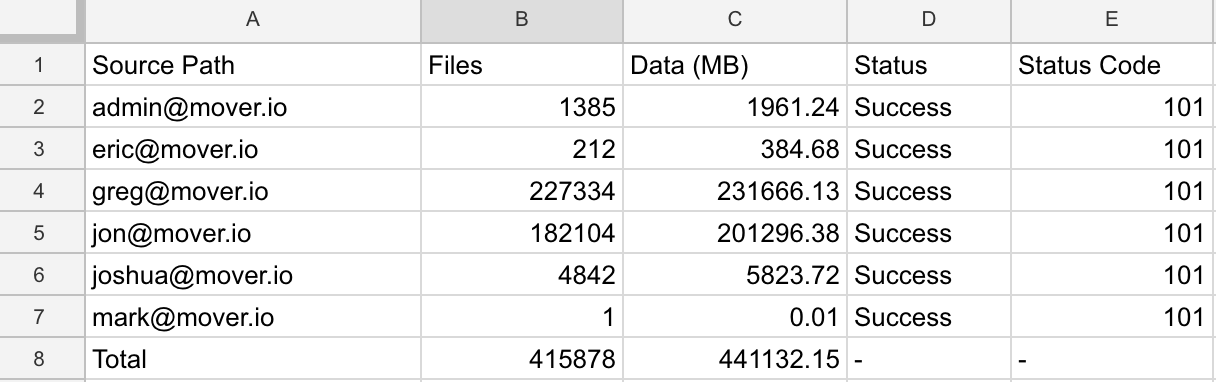 A B C D E
1 Source Path Files Data (MB) Status Status Code
2 admin@mover.io 1385 1961.24 Success 101
3 eric@mover.io 212 384.68 Success 101
4 greg@mover.io 227334 231666.13 Success 101
5 jon@mover.io 182104 201296.38 Success 101
6 joshua@mover.io 4842 5823.72 Success 101
7 mark@mover.io 1 0.01 Success 101
8 Total 415878 441132.15 - -